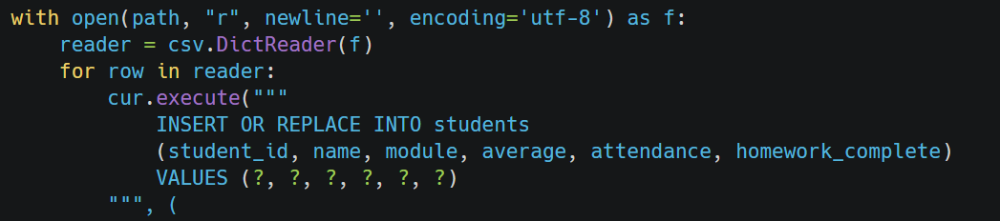 with open(path, "r", newline='', encoding='utf-8') as f:
    reader = csv.DictReader(f)
    for row in reader:
        cur.execute("""
            INSERT OR REPLACE INTO students
            (student_id, name, module, average, attendance, homework_complete)
            VALUES (?, ?, ?, ?, ?, ?)
        """, (